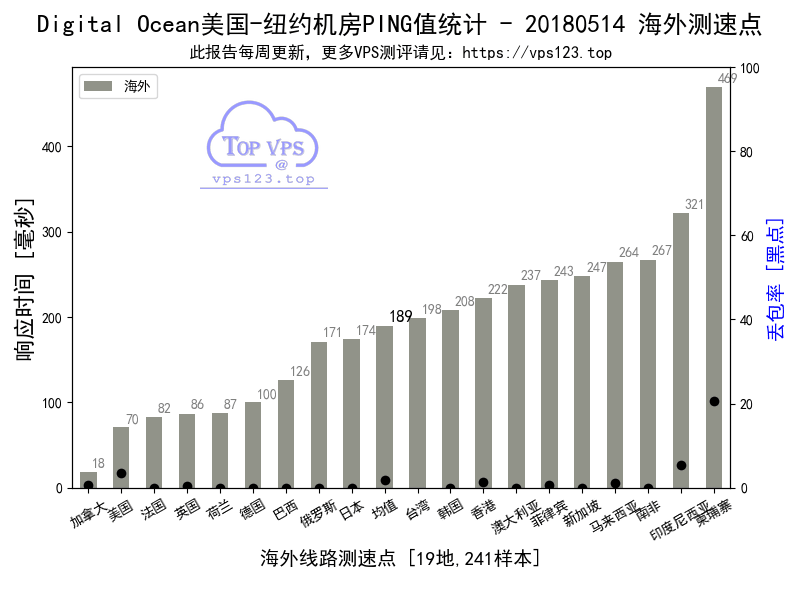 Digital Ocean美国-纽约机房PING值统计 - 20180514 海外测速点
此报告每周更新，更多VPS测评请见：https://vps123.top
海外
TOP VPS
@
vps123.top
响应时间 [毫秒]
400
300
200
100
0
100
80
60
40
20
0
丢包率 [黑点]
18
70
82
86
87
100
126
171
174
189
198
208
222
237
243
247
264
267
321
469
加拿大
美国
法国
英国
荷兰
德国
巴西
俄罗斯
日本
均值
台湾
韩国
香港
澳大利亚
菲律宾
新加坡
马来西亚
南非
印度尼西亚
柬埔寨
海外线路测速点 [19地,241样本]